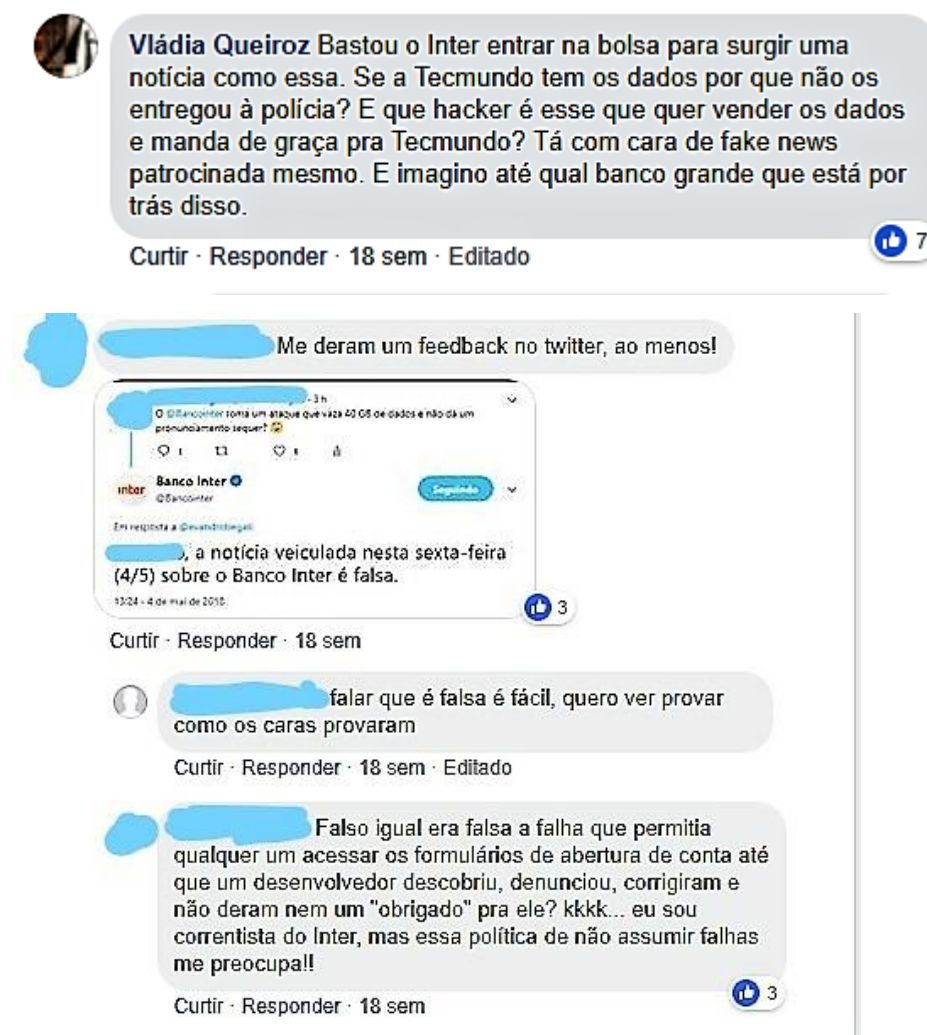 Vládia Queiroz Bastou o Inter entrar na bolsa para surgir uma
notícia como essa. Se a Tecmundo tem os dados por que não os
entregou à polícia? E que hacker é esse que quer vender os dados
e manda de graça pra Tecmundo? Tá com cara de fake news
patrocinada mesmo. E imagino até qual banco grande que está por
trás disso.
7
Curtir · Responder · 18 sem · Editado
Me deram um feedback no twitter, ao menos!
· 3 h
O @Bancointer toma um ataque que vaza 40 GB de dados e não dá um
pronunciamento sequer?
Banco Inter
inter
@Bancointer
Seguindo
Em resposta a
, a notícia veiculada nesta sexta-feira
(4/5) sobre o Banco Inter é falsa.
13:24 - 4 de mai de 2018
3
Curtir · Responder · 18 sem
falar que é falsa é fácil, quero ver provar
como os caras provaram
Curtir · Responder · 18 sem · Editado
Falso igual era falsa a falha que permitia
qualquer um acessar os formulários de abertura de conta até
que um desenvolvedor descobriu, denunciou, corrigiram e
não deram nem um "obrigado" pra ele? kkkk... eu sou
correntista do Inter, mas essa política de não assumir falhas
me preocupa!!
3
Curtir · Responder · 18 sem